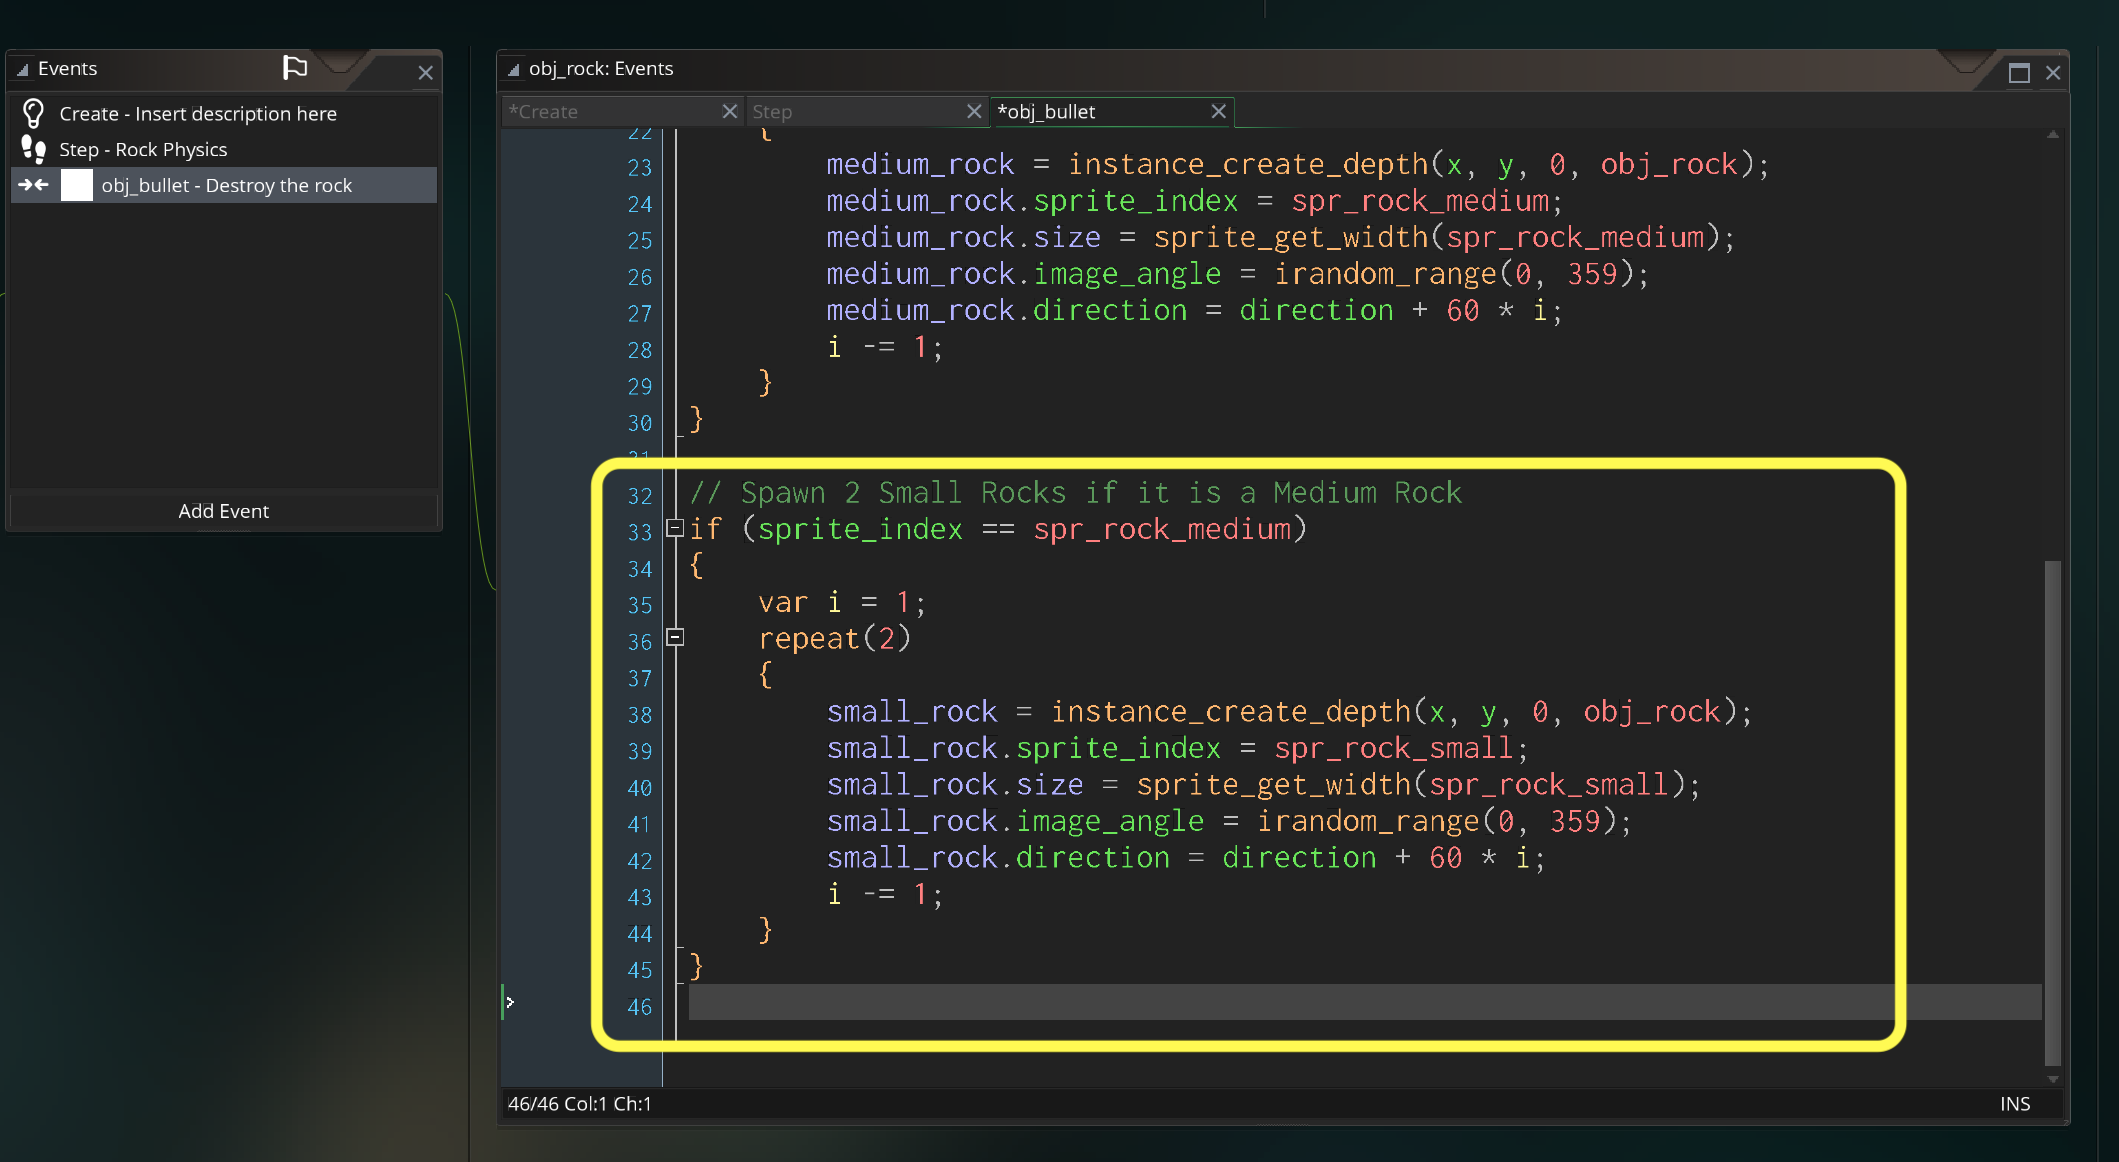 Events
Create - Insert description here
Step - Rock Physics
obj_bullet - Destroy the rock
Add Event
obj_rock: Events
*Create
Step
*obj_bullet
22 {
23 medium_rock = instance_create_depth(x, y, 0, obj_rock);
24 medium_rock.sprite_index = spr_rock_medium;
25 medium_rock.size = sprite_get_width(spr_rock_medium);
26 medium_rock.image_angle = irandom_range(0, 359);
27 medium_rock.direction = direction + 60 * i;
28 i -= 1;
29 }
30 }
31
32 // Spawn 2 Small Rocks if it is a Medium Rock
33 if (sprite_index == spr_rock_medium)
34 {
35 var i = 1;
36 repeat(2)
37 {
38 small_rock = instance_create_depth(x, y, 0, obj_rock);
39 small_rock.sprite_index = spr_rock_small;
40 small_rock.size = sprite_get_width(spr_rock_small);
41 small_rock.image_angle = irandom_range(0, 359);
42 small_rock.direction = direction + 60 * i;
43 i -= 1;
44 }
45 }
46
46/46 Col:1 Ch:1
INS